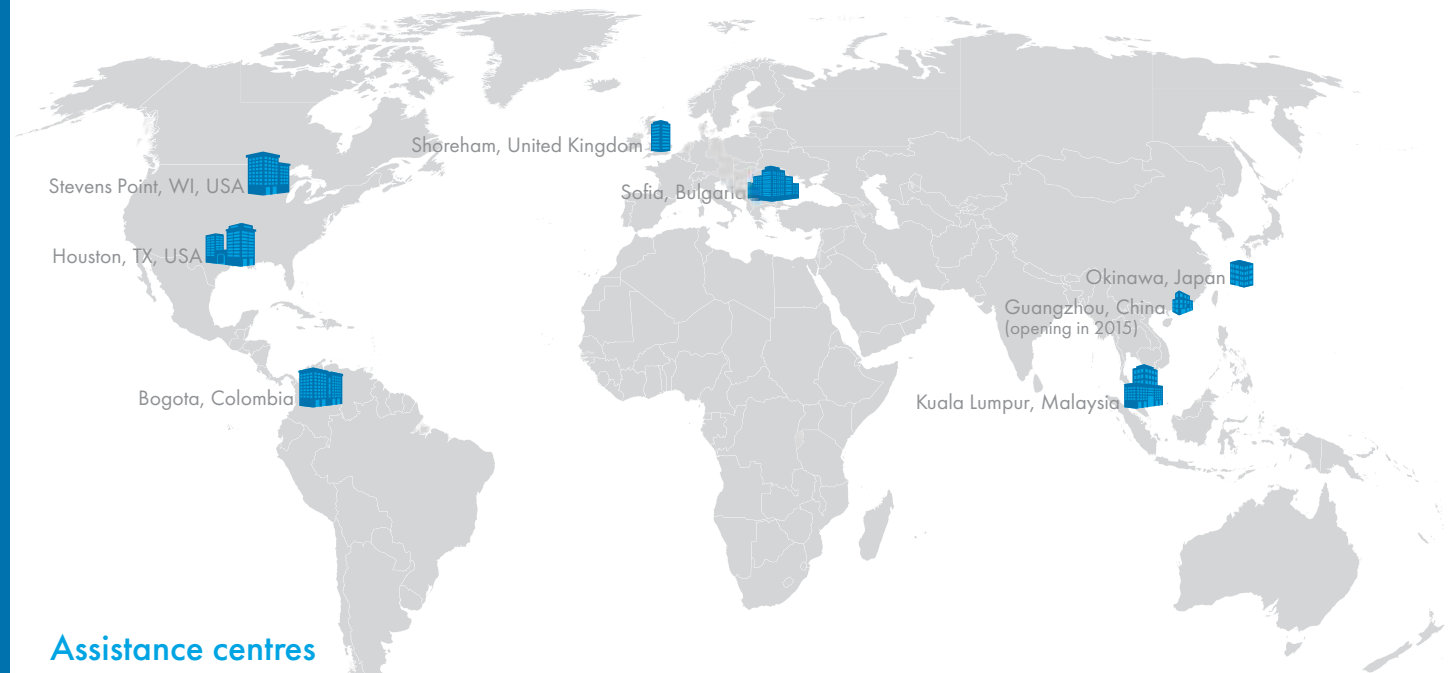 Shoreham, United Kingdom
Stevens Point, WI, USA
Sofia, Bulgaria
Houston, TX, USA
Okinawa, Japan
Guangzhou, China
(opening in 2015)
Bogota, Colombia
Kuala Lumpur, Malaysia
Assistance centres